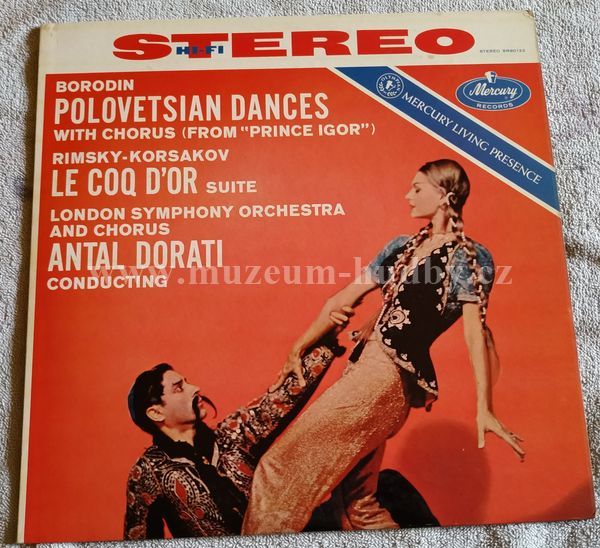 STEREO
HI-FI
STEREO SR90122
BORODIN
POLOVETSIAN DANCES
WITH CHORUS (FROM "PRINCE IGOR")
RIMSKY-KORSAKOV
LE COQ D'OR SUITE
LONDON SYMPHONY ORCHESTRA
AND CHORUS
ANTAL DORATI
CONDUCTING
MERCURY LIVING PRESENCE
Mercury
RECORDS
www.muzeum-hudby.cz